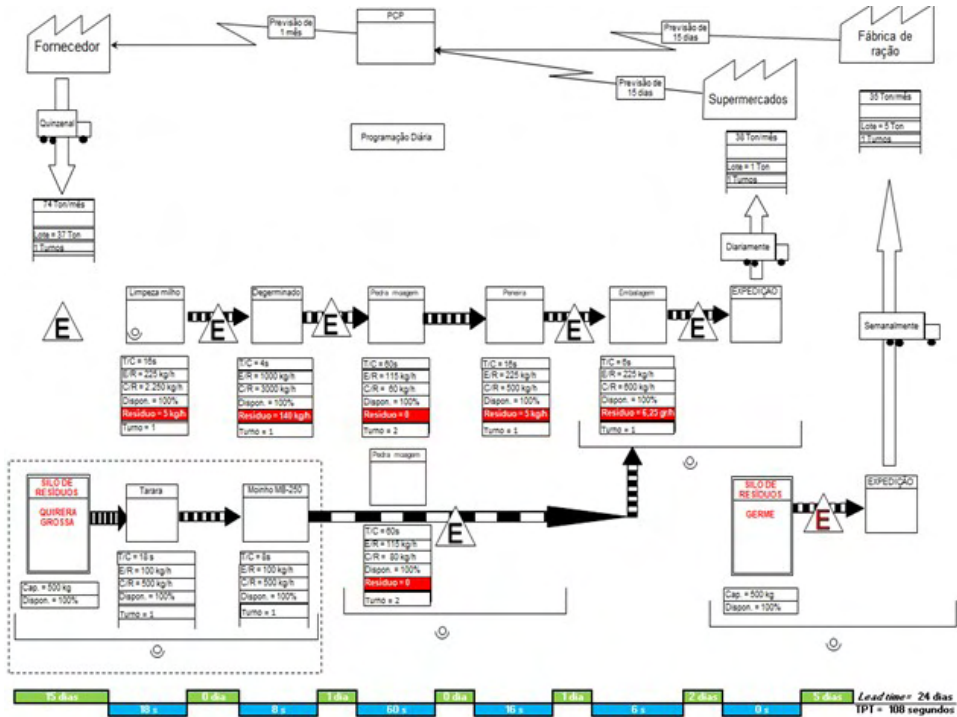 Fornecedor
Previsão de
1 mês
PCP
Previsão de
15 dias
Fábrica de
ração
Previsão de
15 dias
Supermercados
Quinzenal
Programação Diária
35 Ton/mês
Lote = 5 Ton
1 Turnos
38 Ton/mês
Lote = 1 Ton
1 Turnos
74 Ton/mês
Lote = 37 Ton
1 Turnos
Diariamente
Semanalmente
E
Limpeza milho
E
Degerminado
E
Pedra moagem
Peneira
E
Embalagem
E
EXPEDIÇÃO
T/C = 16s
E/R = 225 kg/h
C/R = 2.250 kg/h
Dispon. = 100%
Resíduo = 5 kg/h
Turno = 1
T/C = 4s
E/R = 1000 kg/h
C/R = 3000 kg/h
Dispon. = 100%
Resíduo = 140 kg/h
Turno = 1
T/C = 60s
E/R = 115 kg/h
C/R = 60 kg/h
Dispon. = 100%
Resíduo = 0
Turno = 2
T/C = 16s
E/R = 225 kg/h
C/R = 500 kg/h
Dispon. = 100%
Resíduo = 5 kg/h
Turno = 1
T/C = 6s
E/R = 225 kg/h
C/R = 600 kg/h
Dispon. = 100%
Resíduo = 6,25 gr/h
Turno = 1
SILO DE
RESÍDUOS
QUIRERA
GROSSA
Cap. = 500 kg
Dispon. = 100%
Tarara
T/C = 18 s
E/R = 100 kg/h
C/R = 500 kg/h
Dispon. = 100%
Turno = 1
Moinho MB-250
T/C = 8s
E/R = 100 kg/h
C/R = 500 kg/h
Dispon. = 100%
Turno = 1
Pedra moagem
T/C = 60s
E/R = 115 kg/h
C/R = 80 kg/h
Dispon. = 100%
Resíduo = 0
Turno = 2
E
SILO DE
RESÍDUOS
GERME
Cap. = 500 kg
Dispon. = 100%
E
EXPEDIÇÃO
15 dias
0 dia
1 dia
0 dia
1 dia
2 dias
5 dias
Lead time = 24 dias
18 s
8 s
60 s
16 s
6 s
0 s
TPT = 108 segundos